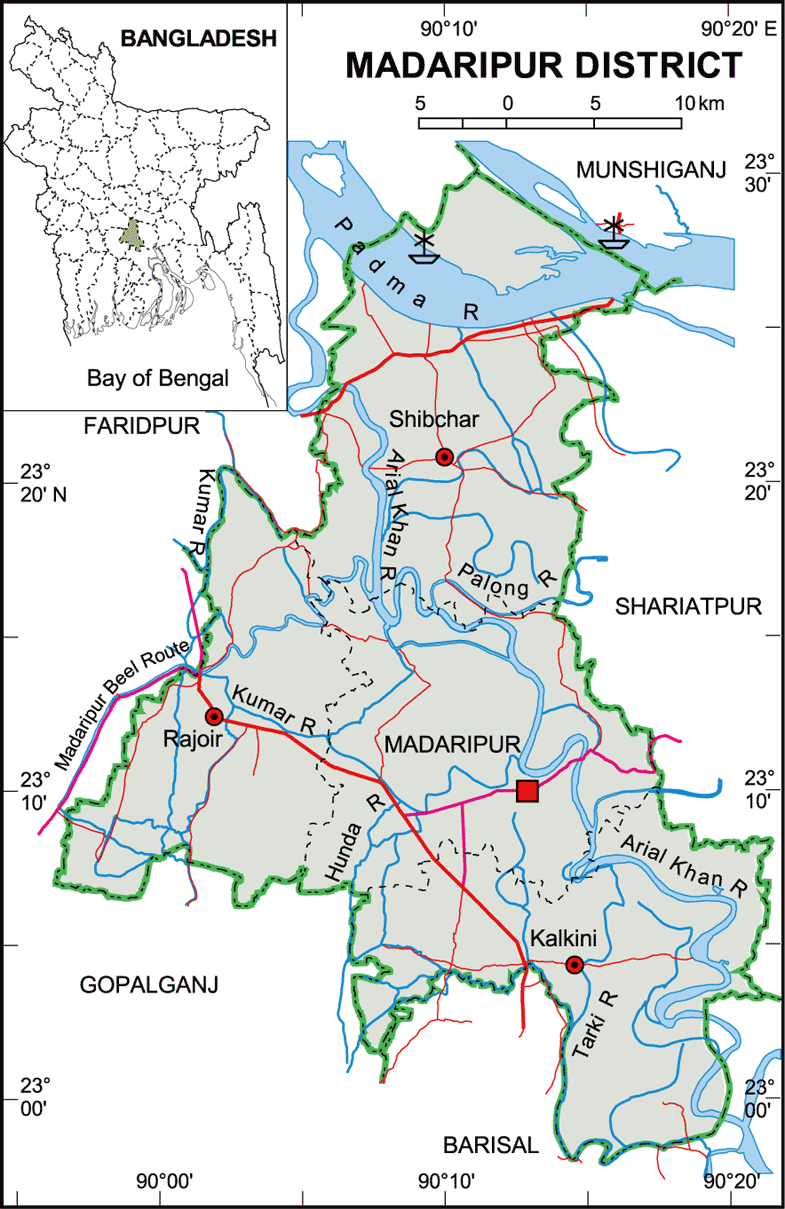 90°10' 90°20' E
BANGLADESH
MADARIPUR DISTRICT
5 0 5 10 km
MUNSHIGANJ
23°
30'
Padma R
Bay of Bengal
FARIDPUR
Shibchar
23°
20' N
23°
20'
Kumar R
Arial Khan R
Palong R
SHARIATPUR
Madaripur Beel Route
Kumar R
Rajoir
MADARIPUR
23°
10'
23°
10'
Hunda R
Arial Khan R
Kalkini
GOPALGANJ
Tarki R
23°
00'
23°
00'
BARISAL
90°00' 90°10' 90°20'